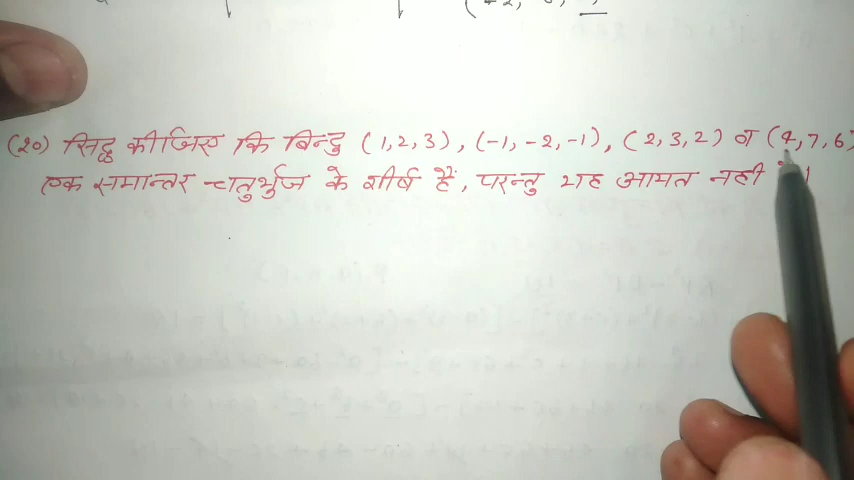 (20) सिद्ध कीजिए कि बिन्दु (1,2,3), (-1, -2, -1), (2,3,2) व (4,7,6)
एक समान्तर चतुर्भुज के शीर्ष हैं, परन्तु यह आयत नही